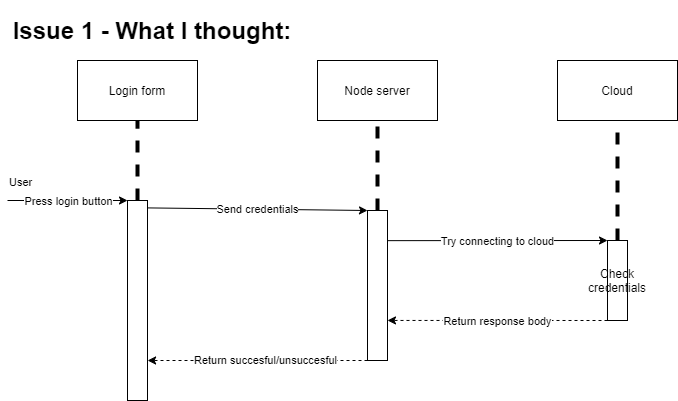 Issue 1 - What I thought:
Login form
Node server
Cloud
User
Press login button
Send credentials
Try connecting to cloud
Check
credentials
Return response body
Return succesful/unsuccesful